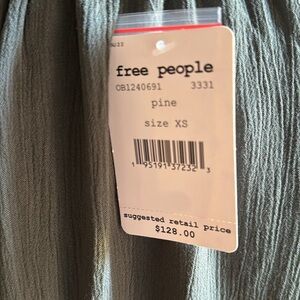 free people
OB1240691 3331
pine
size XS
1 95191 37232 3
suggested retail price
$128.00